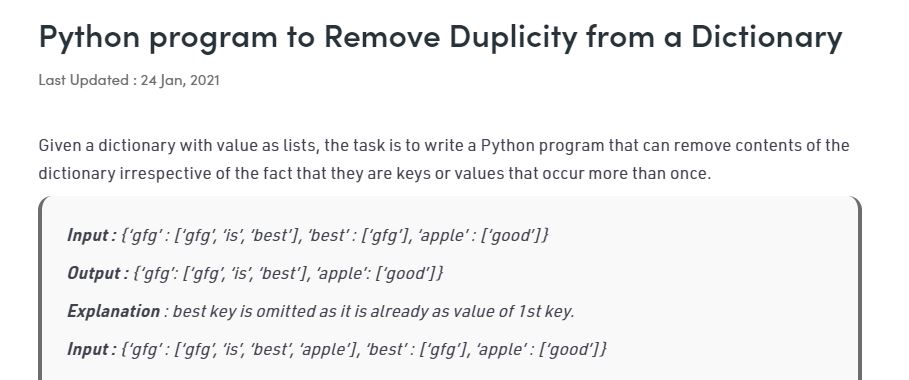 Python program to Remove Duplicity from a Dictionary
Last Updated : 24 Jan, 2021
Given a dictionary with value as lists, the task is to write a Python program that can remove contents of the
dictionary irrespective of the fact that they are keys or values that occur more than once.
Input : {‘gfg’ : [‘gfg’, ‘is’, ‘best’], ‘best’ : [‘gfg’], ‘apple’ : [‘good’]}
Output : {‘gfg’: [‘gfg’, ‘is’, ‘best’], ‘apple’: [‘good’]}
Explanation : best key is omitted as it is already as value of 1st key.
Input : {‘gfg’ : [‘gfg’, ‘is’, ‘best’, ‘apple’], ‘best’ : [‘gfg’], ‘apple’ : [‘good’]}